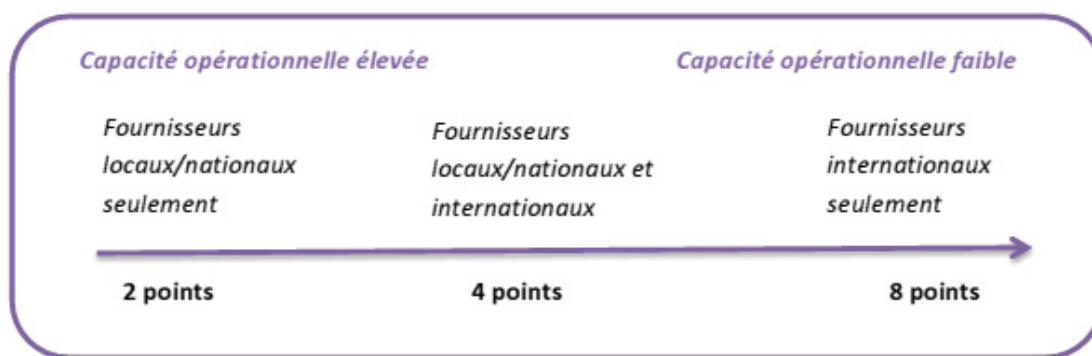 Capacité opérationnelle élevée
Capacité opérationnelle faible
Fournisseurs
locaux/nationaux
seulement
Fournisseurs
locaux/nationaux et
internationaux
Fournisseurs
internationaux
seulement
2 points
4 points
8 points